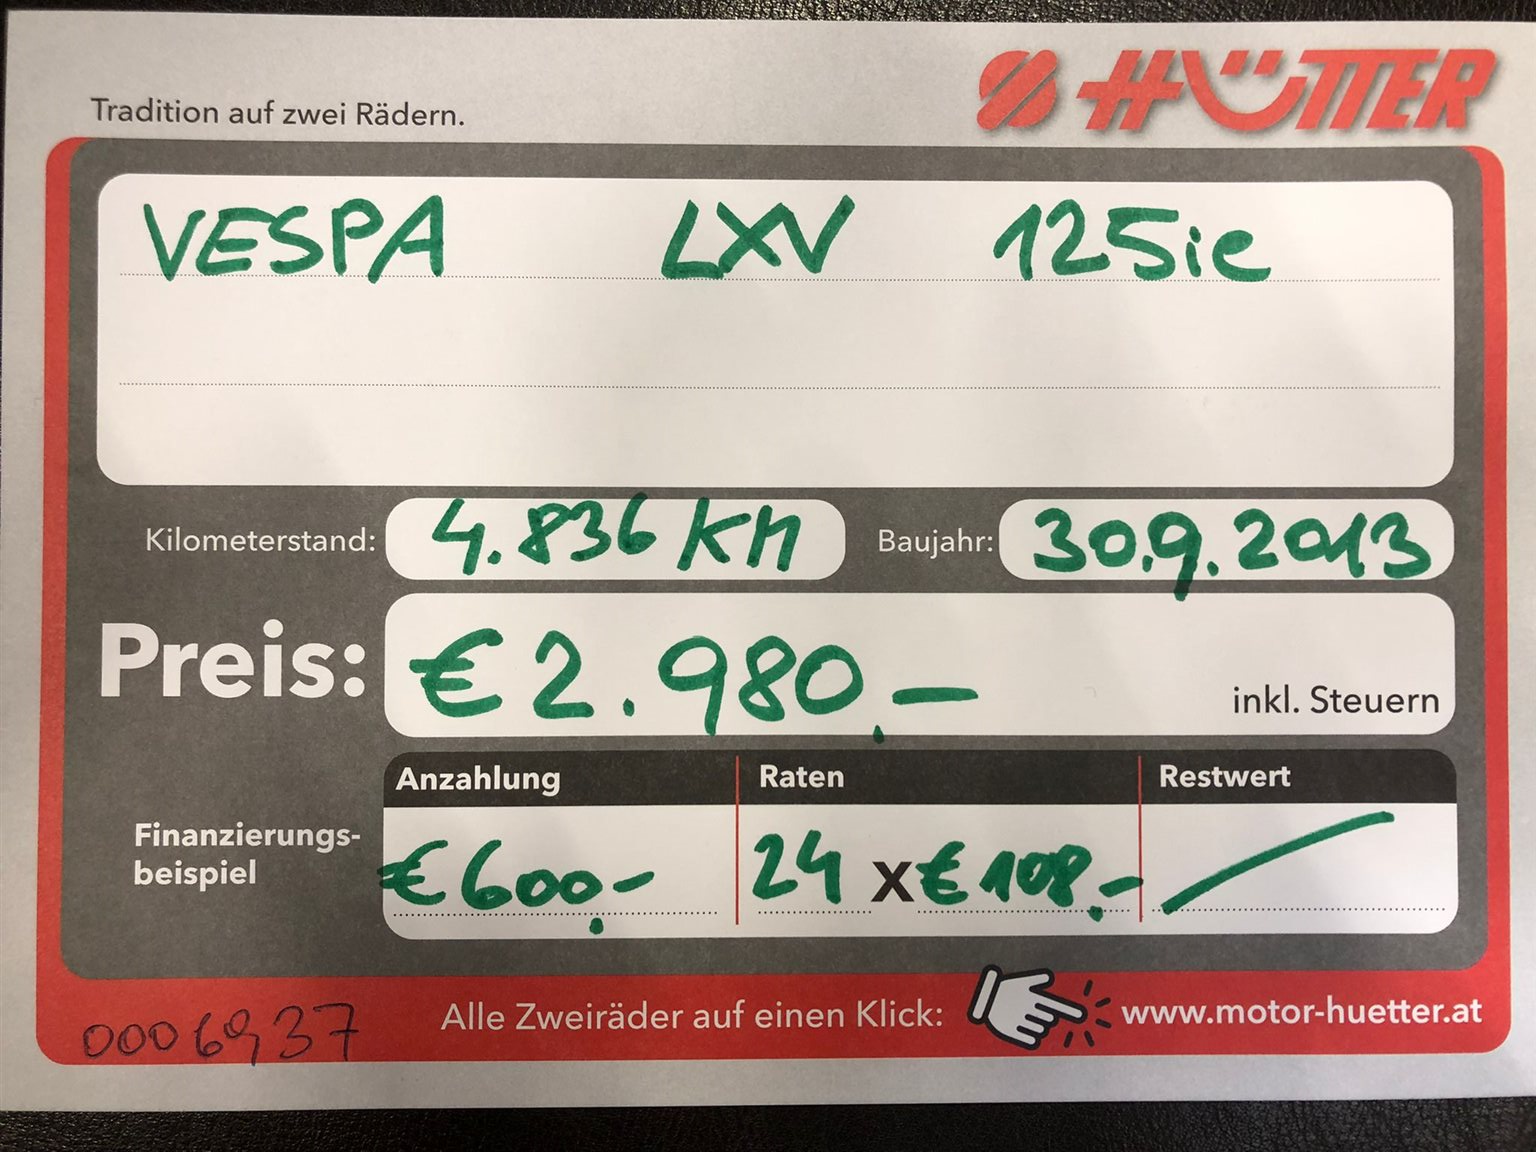 Tradition auf zwei Rädern.
HÜTTER
VESPA LXV 125ie
Kilometerstand: 4.836 KM Baujahr: 30.9.2013
Preis: € 2.980,- inkl. Steuern
Anzahlung Raten Restwert
Finanzierungs-
beispiel
€ 600,- 24 x € 108,-
0006937 Alle Zweiräder auf einen Klick: www.motor-huetter.at